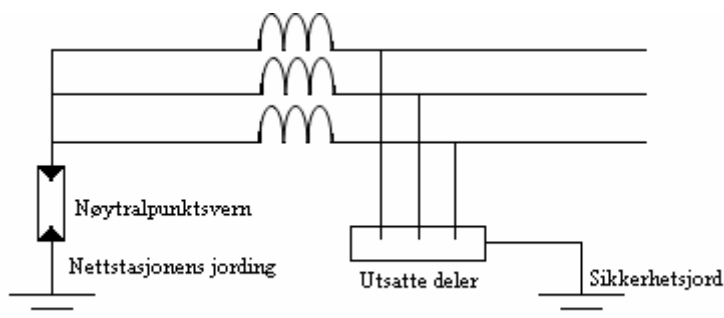 Nøytralpunktsvern
Nettstasjonens jording
Utsatte deler
Sikkerhetsjord